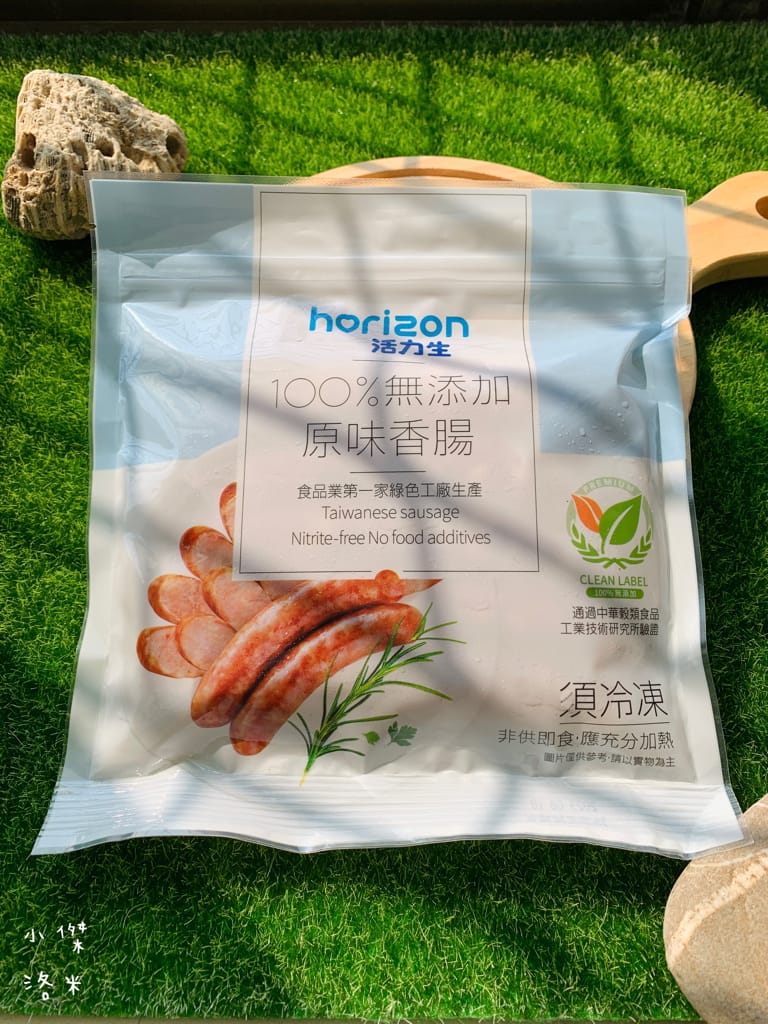 horizon
活力生
100%無添加
原味香腸
食品業第一家綠色工廠生產
Taiwanese sausage
Nitrite-free No food additives
PREMIUM
CLEAN LABEL
100%無添加
通過中華穀類食品
工業技術研究所驗證
須冷凍
非供即食,應充分加熱
圖片僅供參考,請以實物為主
小傑
洛米